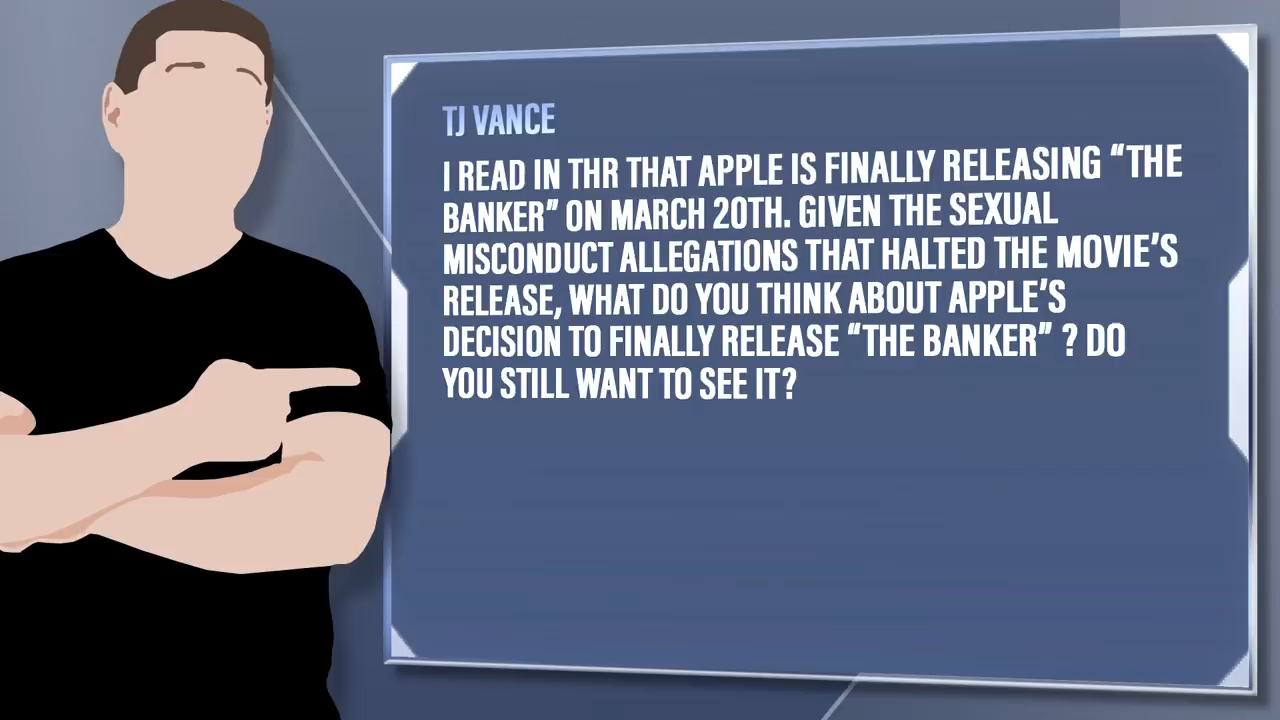 TJ VANCE
I READ IN THR THAT APPLE IS FINALLY RELEASING “THE
BANKER” ON MARCH 20TH. GIVEN THE SEXUAL
MISCONDUCT ALLEGATIONS THAT HALTED THE MOVIE’S
RELEASE, WHAT DO YOU THINK ABOUT APPLE’S
DECISION TO FINALLY RELEASE “THE BANKER” ? DO
YOU STILL WANT TO SEE IT?